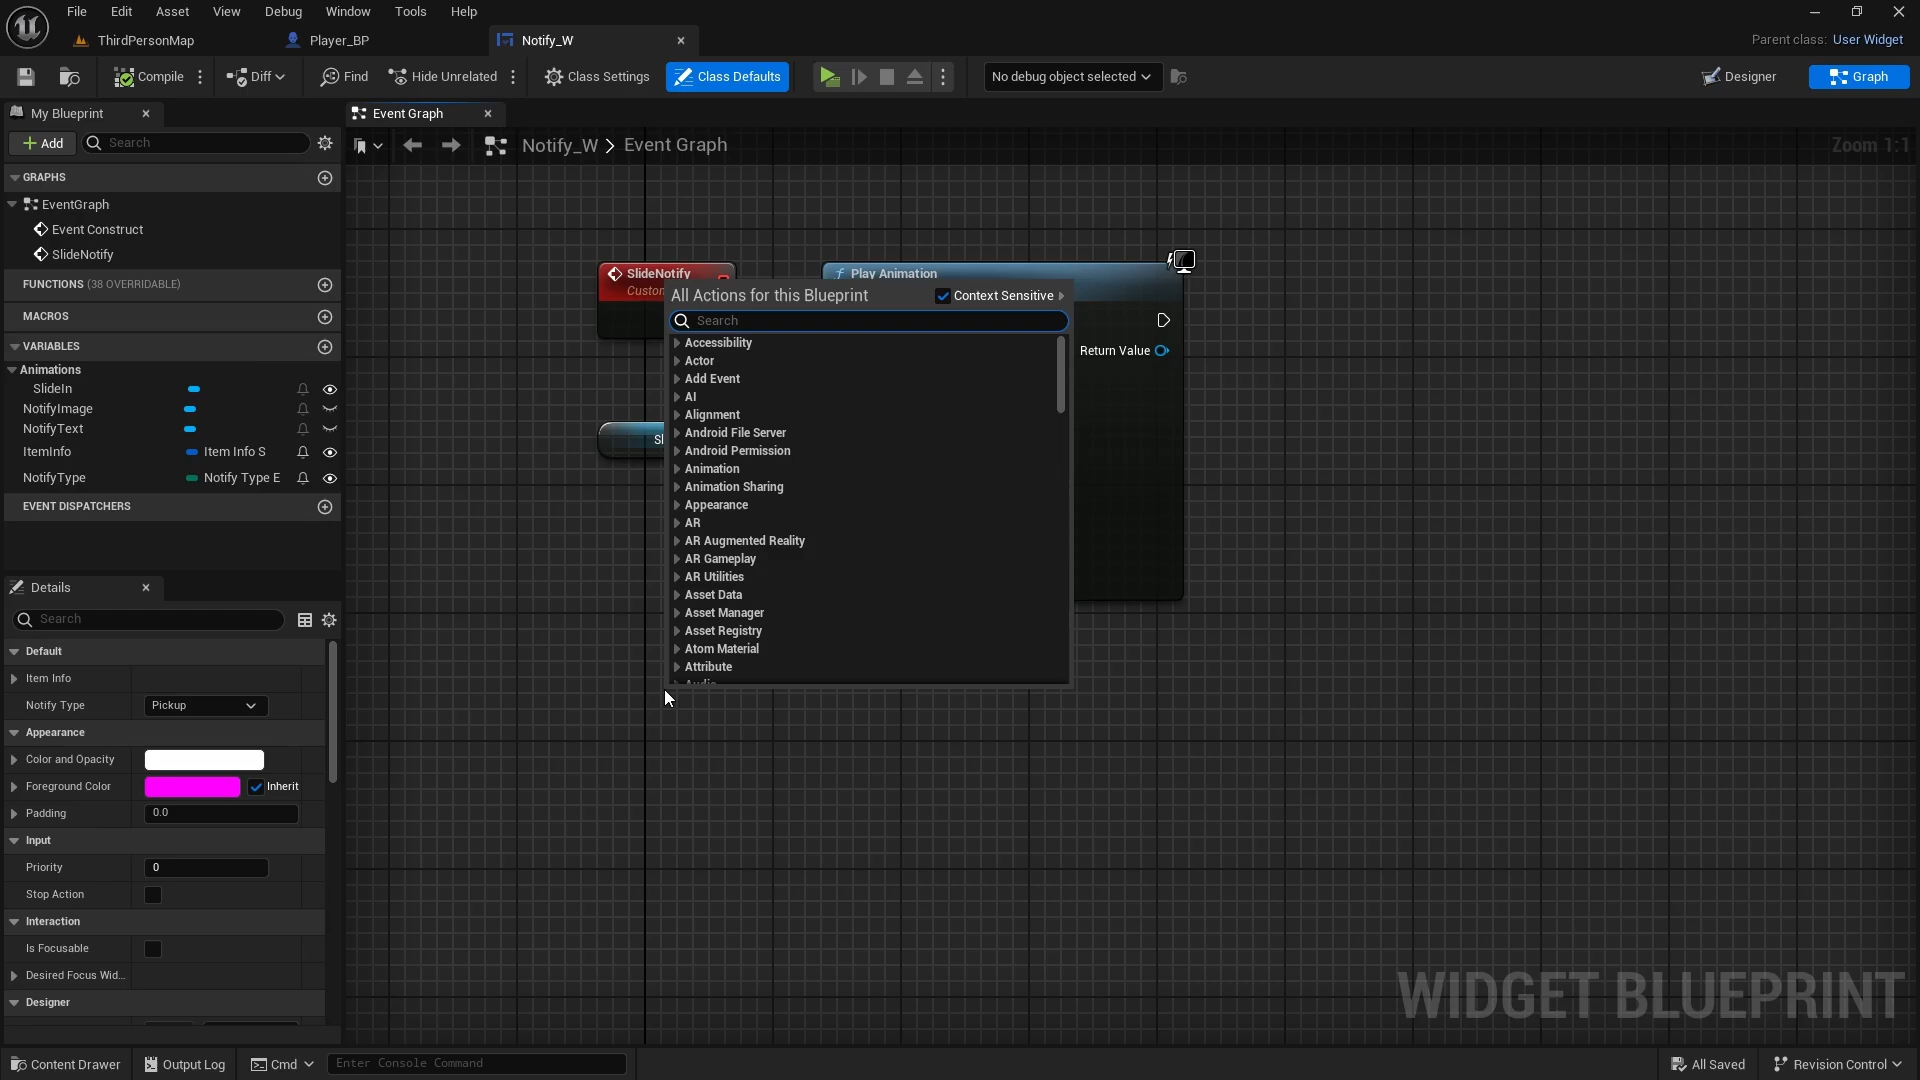 File Edit Asset View Debug Window Tools Help
ThirdPersonMap Player_BP Notify_W
Parent class: User Widget
Compile Diff Find Hide Unrelated Class Settings Class Defaults No debug object selected Designer Graph
My Blueprint
Add Search
GRAPHS
EventGraph
Event Construct
SlideNotify
FUNCTIONS (38 OVERRIDABLE)
MACROS
VARIABLES
Animations
SlideIn
NotifyImage
NotifyText
ItemInfo Item Info S
NotifyType Notify Type E
EVENT DISPATCHERS
Details
Search
Default
Item Info
Notify Type Pickup
Appearance
Color and Opacity
Foreground Color Inherit
Padding 0.0
Input
Priority 0
Stop Action
Interaction
Is Focusable
Desired Focus Wid...
Designer
Event Graph
Notify_W > Event Graph
Zoom 1:1
SlideNotify
Custom
Play Animation
Return Value
Sl
All Actions for this Blueprint Context Sensitive
Search
Accessibility
Actor
Add Event
AI
Alignment
Android File Server
Android Permission
Animation
Animation Sharing
Appearance
AR
AR Augmented Reality
AR Gameplay
AR Utilities
Asset Data
Asset Manager
Asset Registry
Atom Material
Attribute
Audio
WIDGET BLUEPRINT
Content Drawer Output Log Cmd Enter Console Command All Saved Revision Control